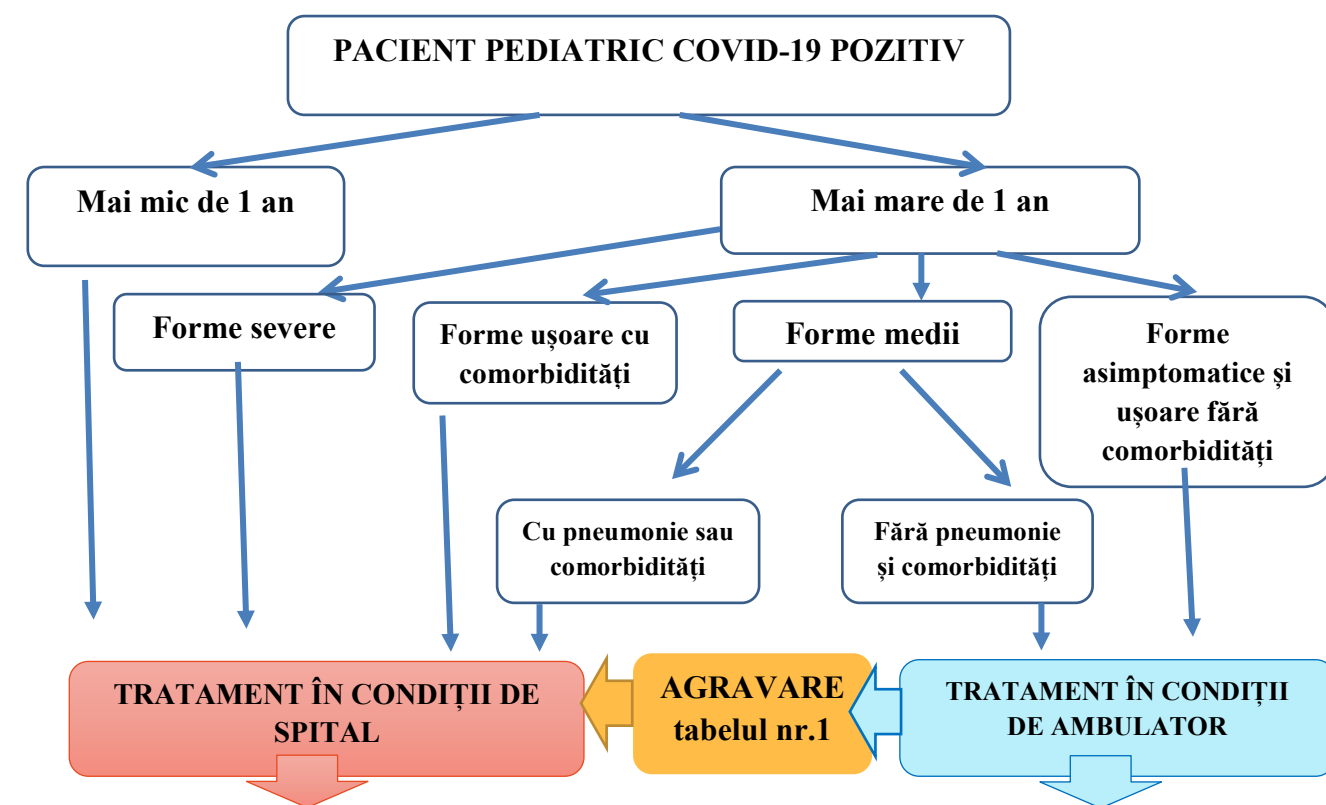 PACIENT PEDIATRIC COVID-19 POZITIV
Mai mic de 1 an
Mai mare de 1 an
Forme severe
Forme ușoare cu
comorbidități
Forme medii
Forme
asimptomatice și
ușoare fără
comorbidități
Cu pneumonie sau
comorbidități
Fără pneumonie
și comorbidități
TRATAMENT ÎN CONDIȚII DE
SPITAL
AGRAVARE
tabelul nr.1
TRATAMENT ÎN CONDIȚII
DE AMBULATOR